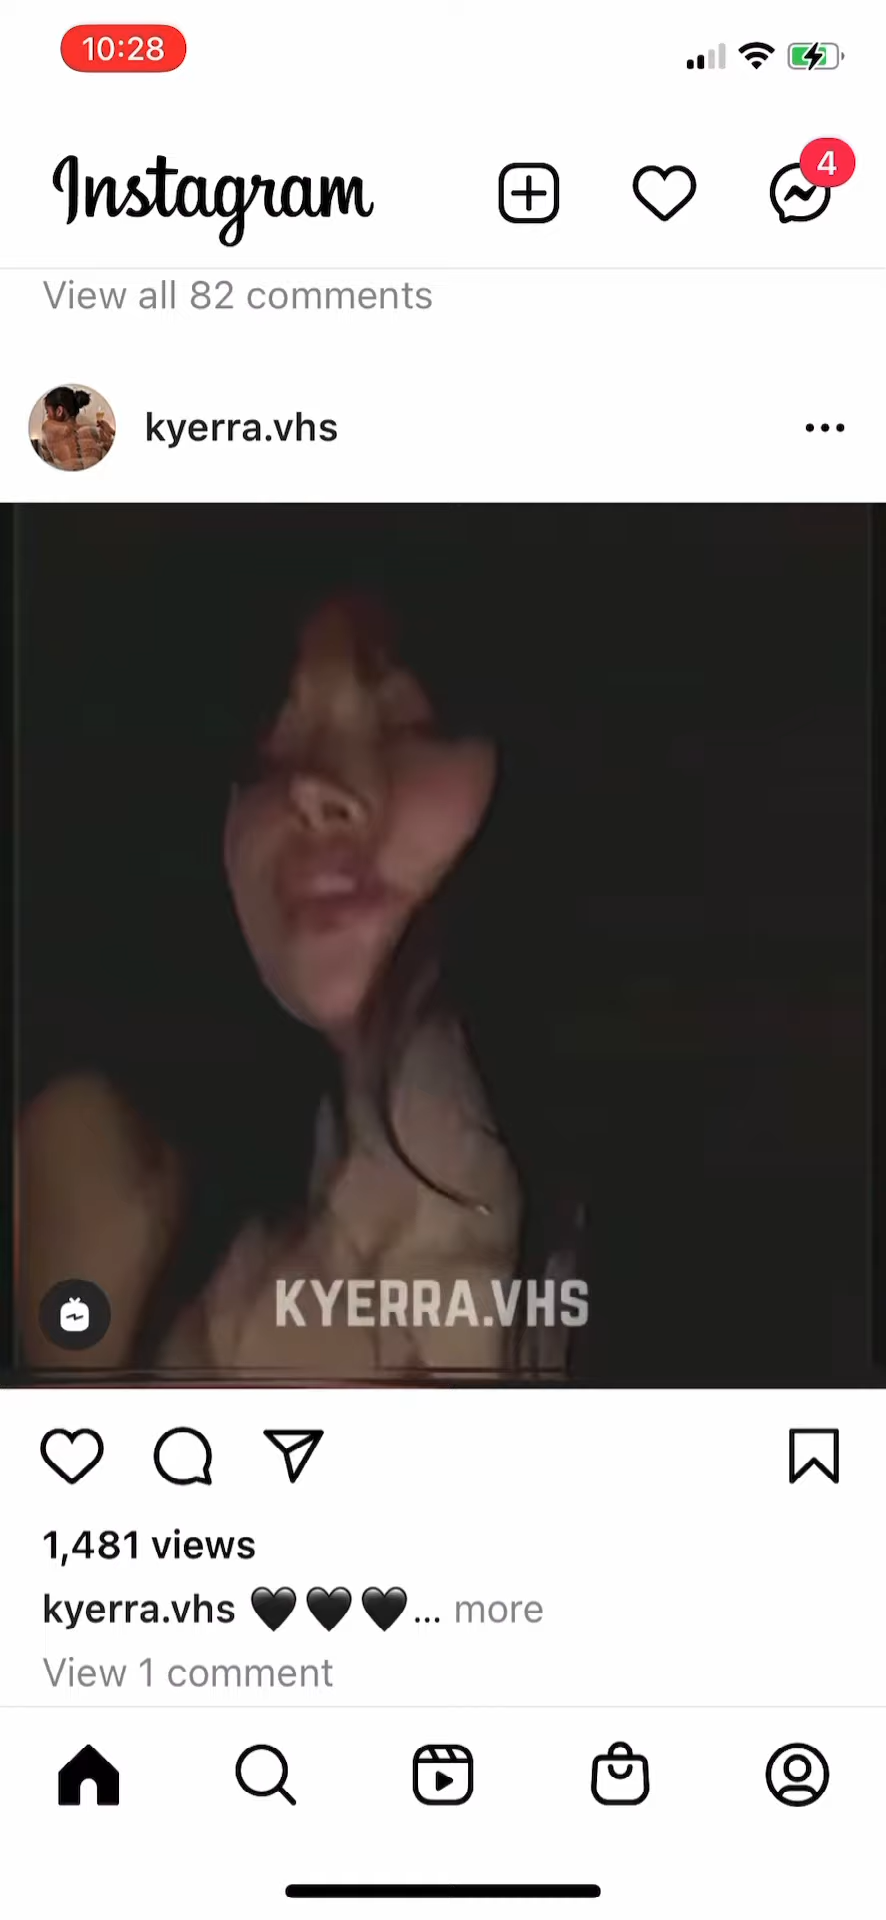 10:28
Instagram
4
View all 82 comments
kyerra.vhs
KYERRA.VHS
1,481 views
kyerra.vhs 🖤🖤🖤... more
View 1 comment